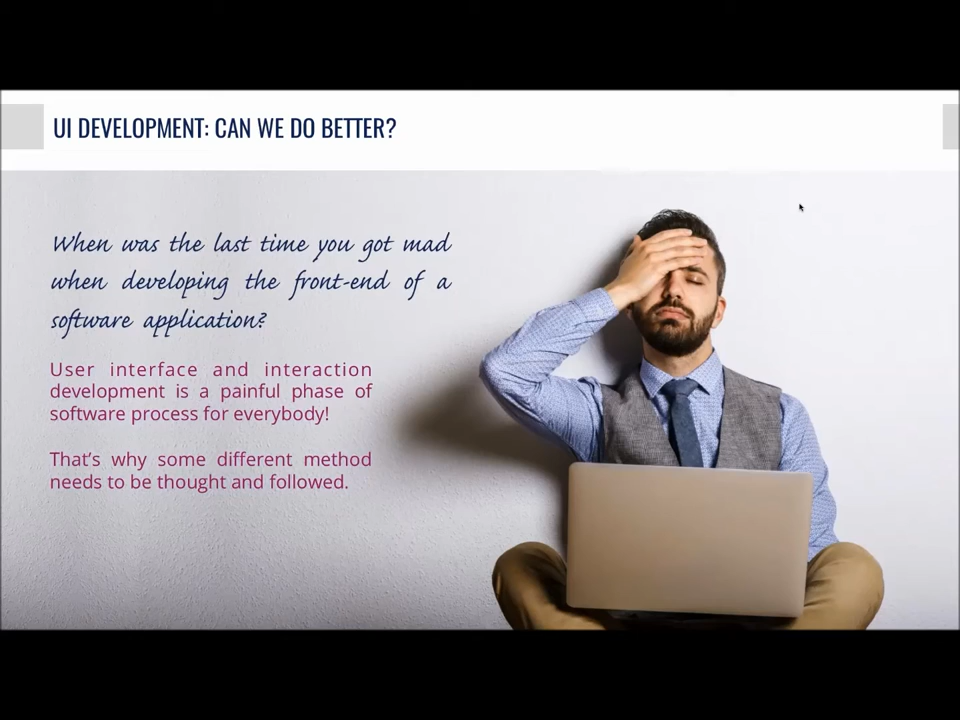 UI DEVELOPMENT: CAN WE DO BETTER?
When was the last time you got mad
when developing the front-end of a
software application?
User interface and interaction
development is a painful phase of
software process for everybody!
That's why some different method
needs to be thought and followed.